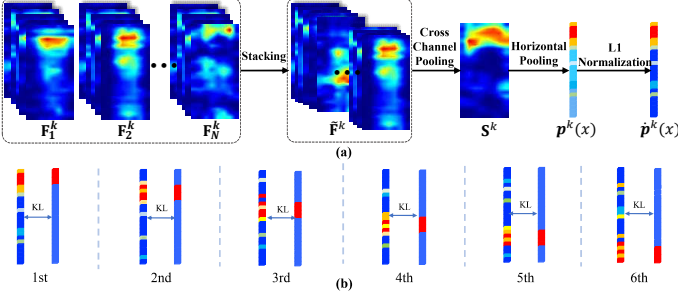 Stacking
Cross
Channel
Pooling
Horizontal
Pooling
L1
Normalization
F₁ᵏ
F₂ᵏ
F_Nᵏ
F̃ᵏ
Sᵏ
pᵏ(x)
ṗᵏ(x)
(a)
KL
KL
KL
KL
KL
KL
1st
2nd
3rd
4th
5th
6th
(b)